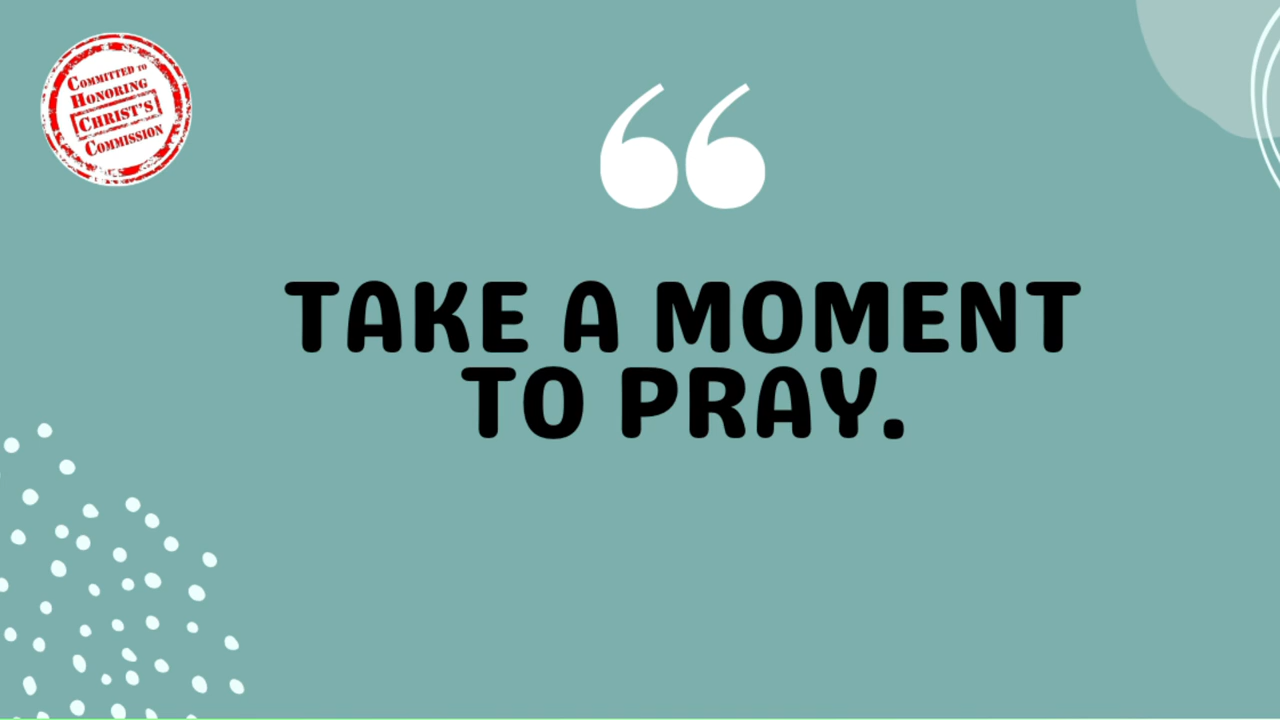 COMMITTED TO
HONORING
CHRIST'S
COMMISSION
“
TAKE A MOMENT
TO PRAY.